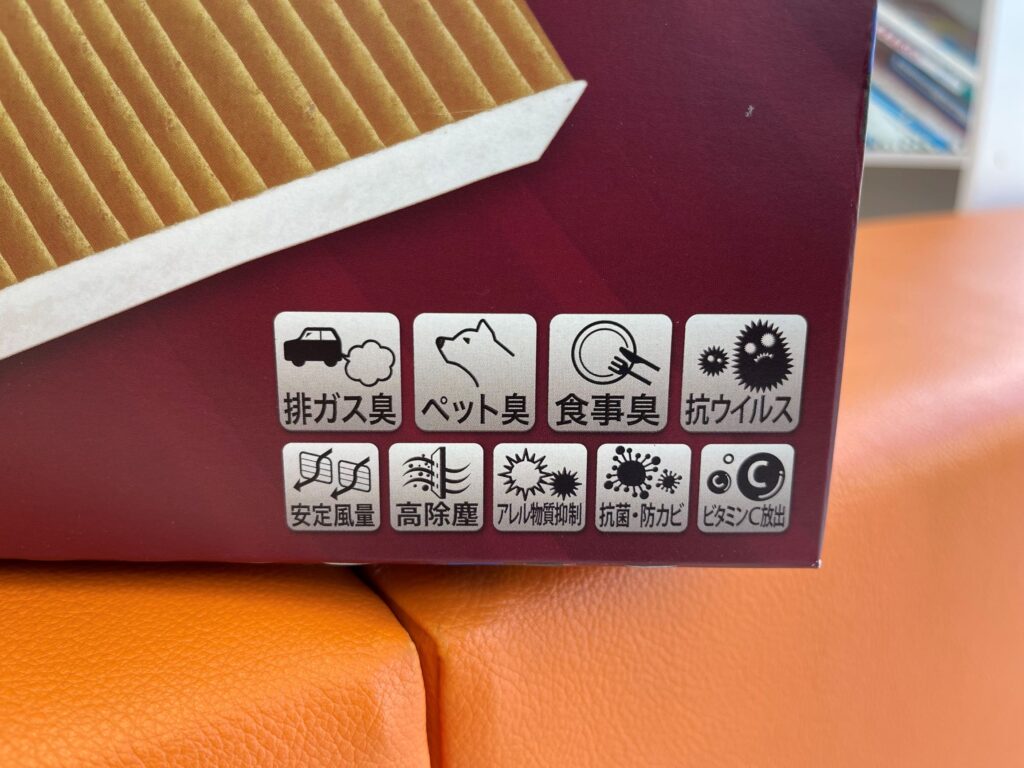 排ガス臭
ペット臭
食事臭
抗ウイルス
安定風量
高除塵
アレル物質抑制
抗菌・防カビ
C
ビタミンC放出